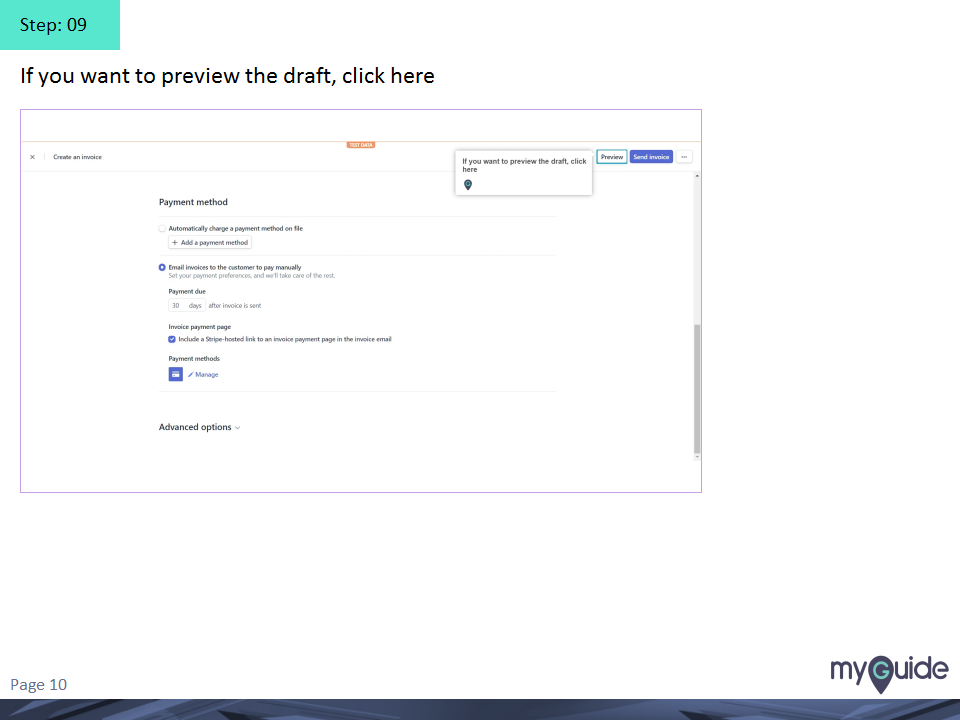 Step: 09
If you want to preview the draft, click here
TEST DATA
Create an invoice
If you want to preview the draft, click
here
Preview
Send invoice
Payment method
Automatically charge a payment method on file
+ Add a payment method
Email invoices to the customer to pay manually
Set your payment preferences, and we'll take care of the rest.
Payment due
30 days after invoice is sent
Invoice payment page
Include a Stripe-hosted link to an invoice payment page in the invoice email
Payment methods
Manage
Advanced options
myGuide
Page 10